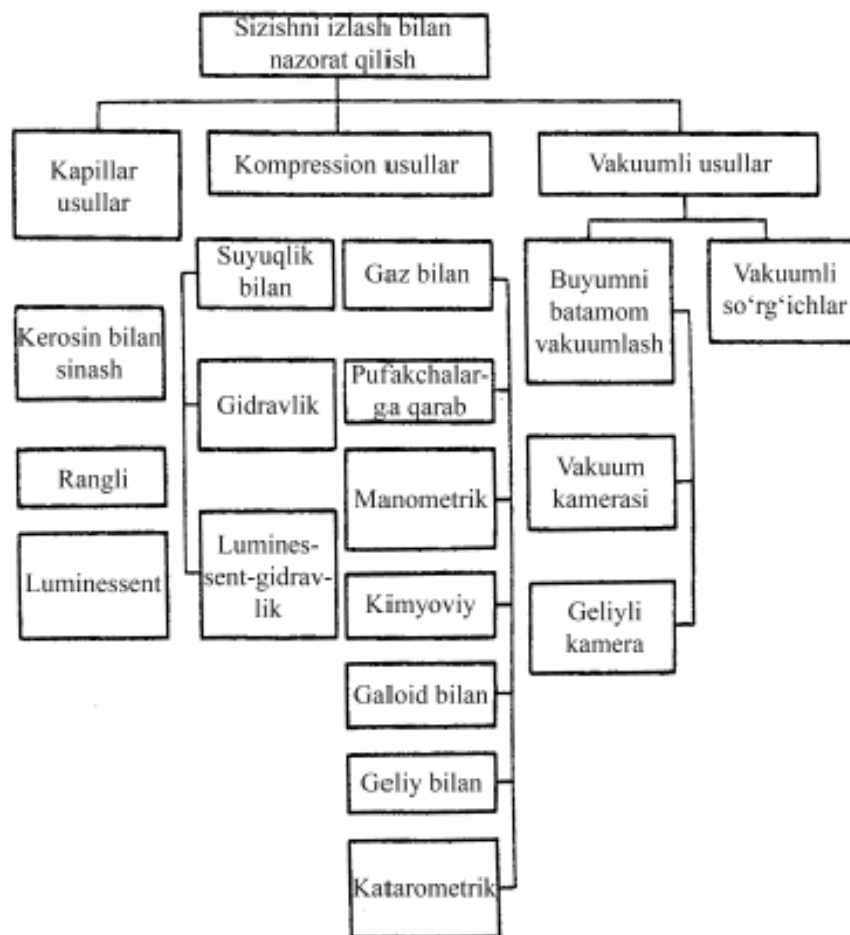 Sizishni izlash bilan
nazorat qilish
Kapillar
usullar
Kompression usullar
Vakuumli usullar
Kerosin bilan
sinash
Rangli
Luminessent
Suyuqlik
bilan
Gidravlik
Lumines-
sent-gidrav-
lik
Gaz bilan
Pufakchalar-
ga qarab
Manometrik
Kimyoviy
Galoid bilan
Geliy bilan
Katarometrik
Buyumni
batamom
vakuumlash
Vakuum
kamerasi
Geliyli
kamera
Vakuumli
so‘rg‘ichlar